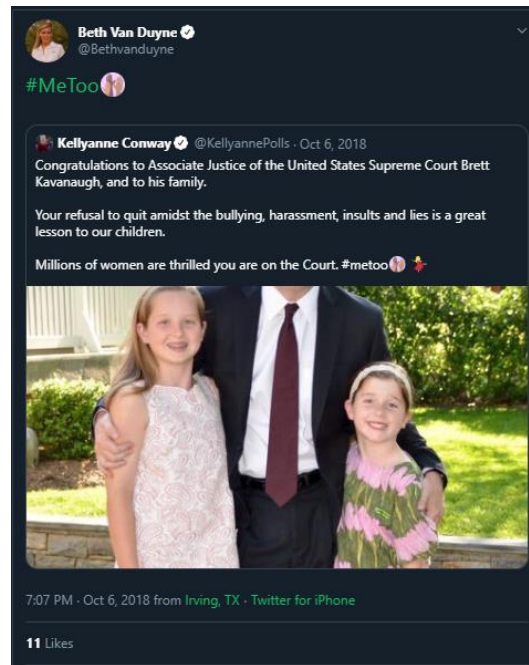 Beth Van Duyne
@Bethvanduyne
#MeToo
Kellyanne Conway @KellyannePolls · Oct 6, 2018
Congratulations to Associate Justice of the United States Supreme Court Brett
Kavanaugh, and to his family.
Your refusal to quit amidst the bullying, harassment, insults and lies is a great
lesson to our children.
Millions of women are thrilled you are on the Court. #metoo
7:07 PM · Oct 6, 2018 from Irving, TX · Twitter for iPhone
11 Likes